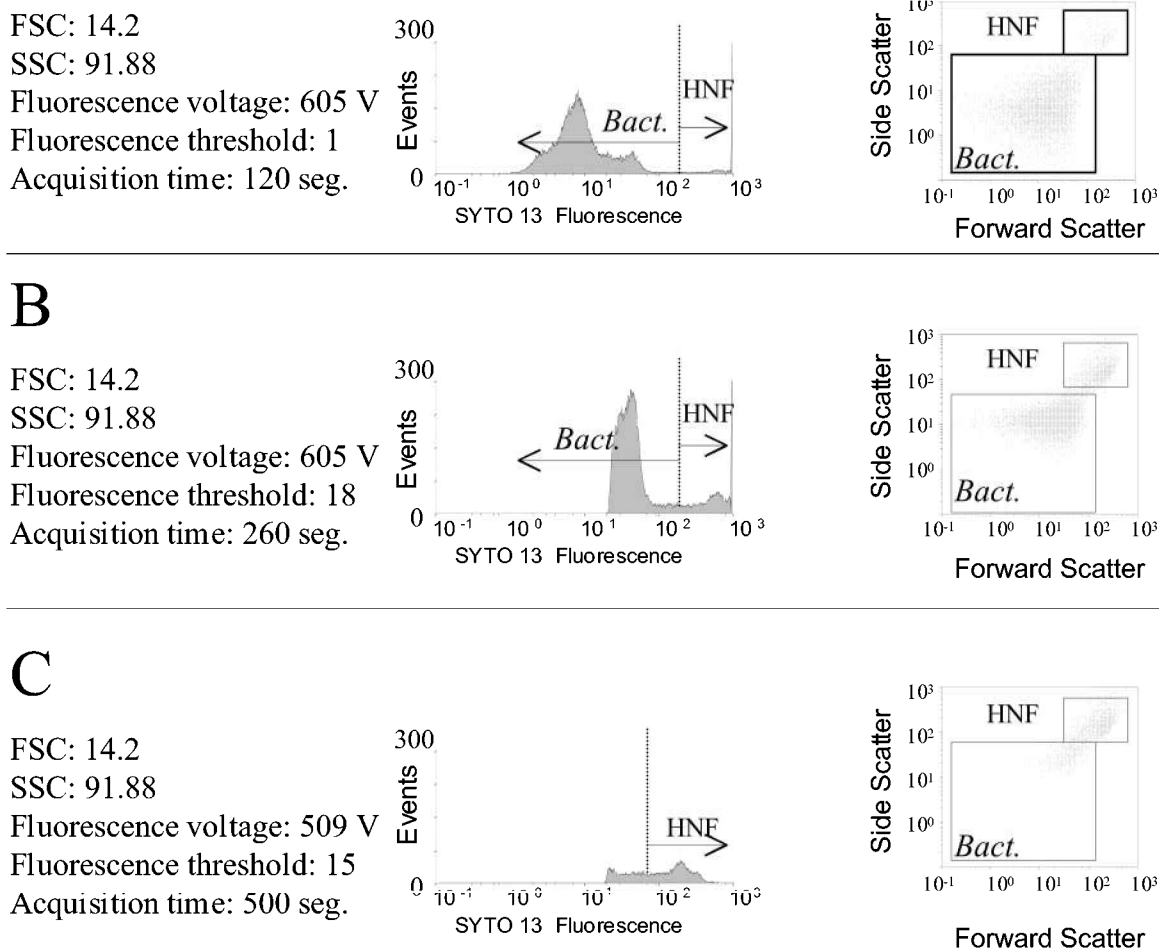 FSC: 14.2
SSC: 91.88
Fluorescence voltage: 605 V
Fluorescence threshold: 1
Acquisition time: 120 seg.
300
Events
0
HNF
Bact.
10-1 100 101 102 103
SYTO 13 Fluorescence
103
102
101
100
Side Scatter
HNF
Bact.
10-1 100 101 102 103
Forward Scatter
B
FSC: 14.2
SSC: 91.88
Fluorescence voltage: 605 V
Fluorescence threshold: 18
Acquisition time: 260 seg.
300
Events
0
HNF
Bact.
10-1 100 101 102 103
SYTO 13 Fluorescence
103
102
101
100
Side Scatter
HNF
Bact.
100 101 102 103
Forward Scatter
C
FSC: 14.2
SSC: 91.88
Fluorescence voltage: 509 V
Fluorescence threshold: 15
Acquisition time: 500 seg.
300
Events
0
HNF
10-1 100 101 102 103
SYTO 13 Fluorescence
103
102
101
100
Side Scatter
HNF
Bact.
10-1 100 101 102 103
Forward Scatter